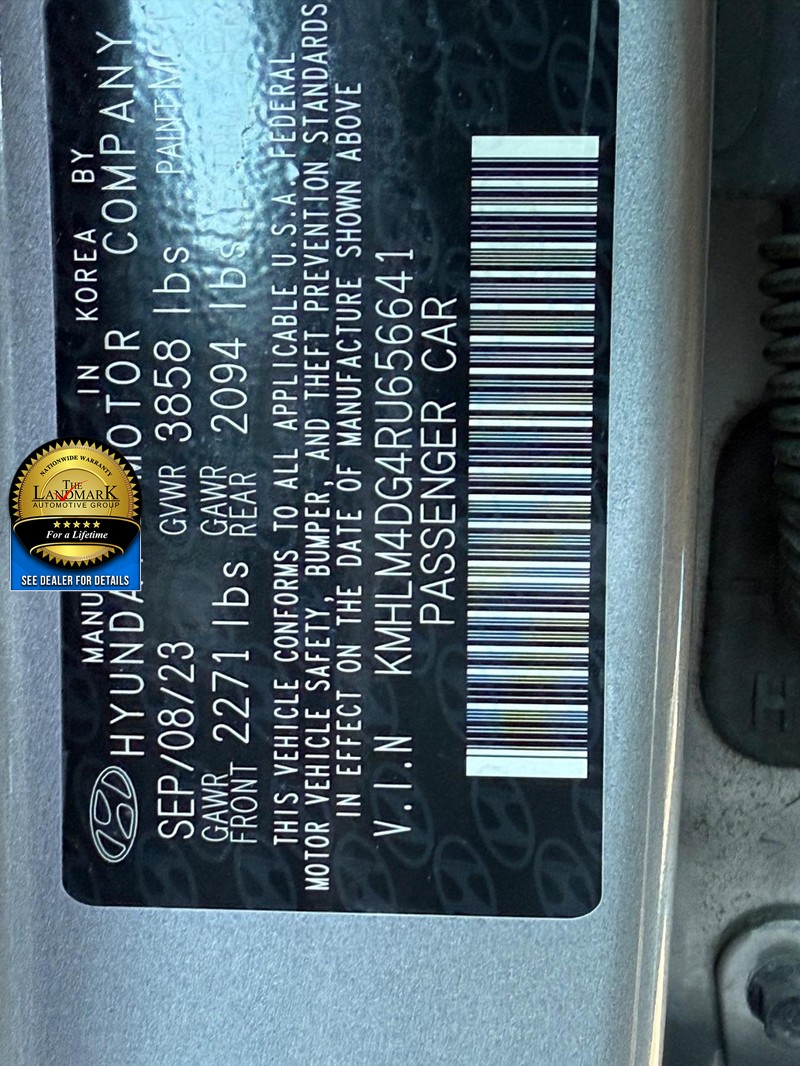 MANU IN KOREA BY
HYUNDA MOTOR COMPANY
SEP/08/23 GVWR 3858 lbs PAINT:
GAWR FRONT 2271 lbs GAWR REAR 2094 lbs
THIS VEHICLE CONFORMS TO ALL APPLICABLE U.S.A. FEDERAL
MOTOR VEHICLE SAFETY, BUMPER, AND THEFT PREVENTION STANDARDS
IN EFFECT ON THE DATE OF MANUFACTURE SHOWN ABOVE
V.I.N KMHLM4DG4RU656641
PASSENGER CAR
NATIONWIDE WARRANTY
THE
LANDMARK
AUTOMOTIVE GROUP
For a Lifetime
SEE DEALER FOR DETAILS